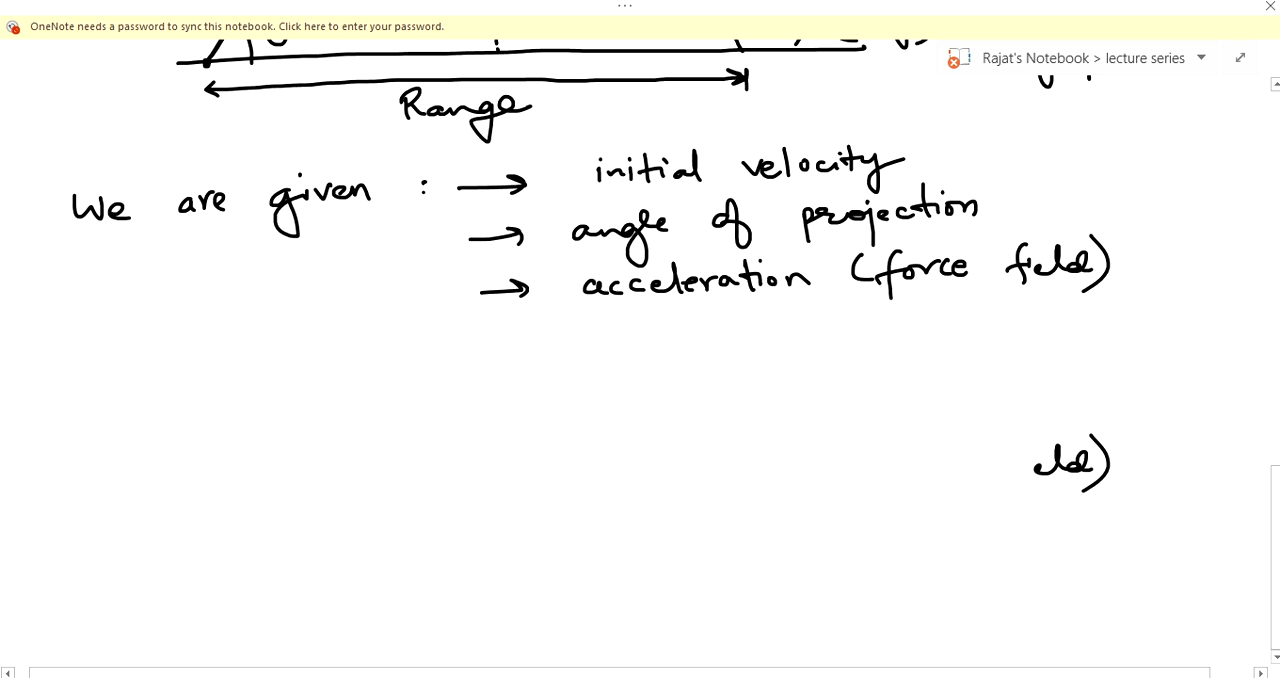 ...
OneNote needs a password to sync this notebook. Click here to enter your password.
Rajat's Notebook > lecture series
Range
We are given : → initial velocity
→ angle of projection
→ acceleration (force field)
eld)